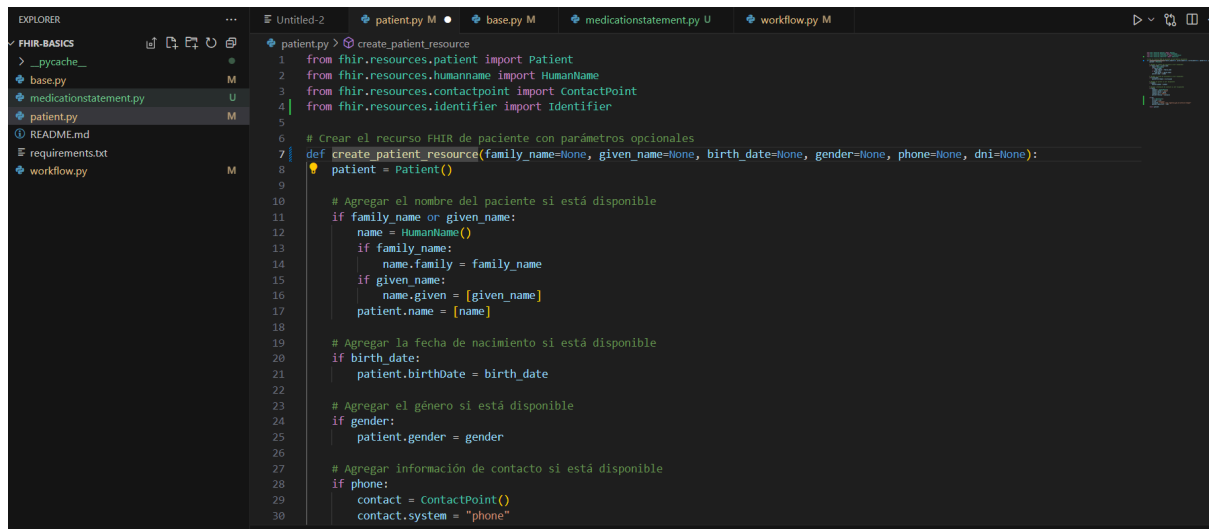 EXPLORER
FHIR-BASICS
__pycache__
base.py M
medicationstatement.py U
patient.py M
README.md
requirements.txt
workflow.py M
Untitled-2 patient.py M base.py M medicationstatement.py U workflow.py M
patient.py > create_patient_resource
1 from fhir.resources.patient import Patient
2 from fhir.resources.humanname import HumanName
3 from fhir.resources.contactpoint import ContactPoint
4 from fhir.resources.identifier import Identifier
5
6 # Crear el recurso FHIR de paciente con parámetros opcionales
7 def create_patient_resource(family_name=None, given_name=None, birth_date=None, gender=None, phone=None, dni=None):
8 patient = Patient()
9
10 # Agregar el nombre del paciente si está disponible
11 if family_name or given_name:
12 name = HumanName()
13 if family_name:
14 name.family = family_name
15 if given_name:
16 name.given = [given_name]
17 patient.name = [name]
18
19 # Agregar la fecha de nacimiento si está disponible
20 if birth_date:
21 patient.birthDate = birth_date
22
23 # Agregar el género si está disponible
24 if gender:
25 patient.gender = gender
26
27 # Agregar información de contacto si está disponible
28 if phone:
29 contact = ContactPoint()
30 contact.system = "phone"